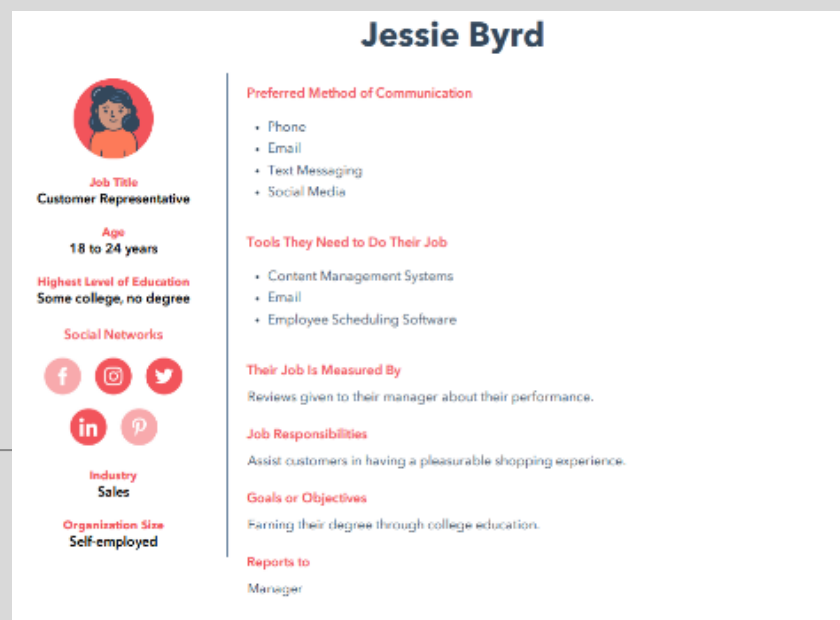 Jessie Byrd
Job Title
Customer Representative
Age
18 to 24 years
Highest Level of Education
Some college, no degree
Social Networks
f
in
Industry
Sales
Organization Size
Self-employed
Preferred Method of Communication
• Phone
• Email
• Text Messaging
• Social Media
Tools They Need to Do Their Job
• Content Management Systems
• Email
• Employee Scheduling Software
Their Job Is Measured By
Reviews given to their manager about their performance.
Job Responsibilities
Assist customers in having a pleasurable shopping experience.
Goals or Objectives
Earning their degree through college education.
Reports to
Manager